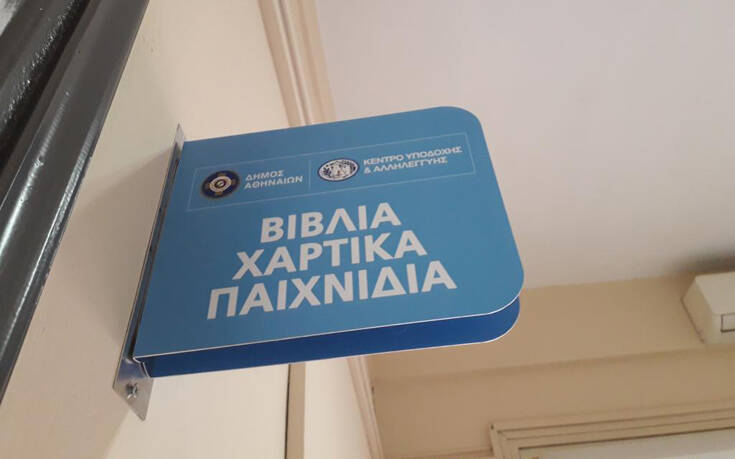 ΔΗΜΟΣ
ΑΘΗΝΑΙΩΝ
ΚΕΝΤΡΟ ΥΠΟΔΟΧΗΣ
& ΑΛΛΗΛΕΓΓΥΗΣ
ΒΙΒΛΙΑ
ΧΑΡΤΙΚΑ
ΠΑΙΧΝΙΔΙΑ